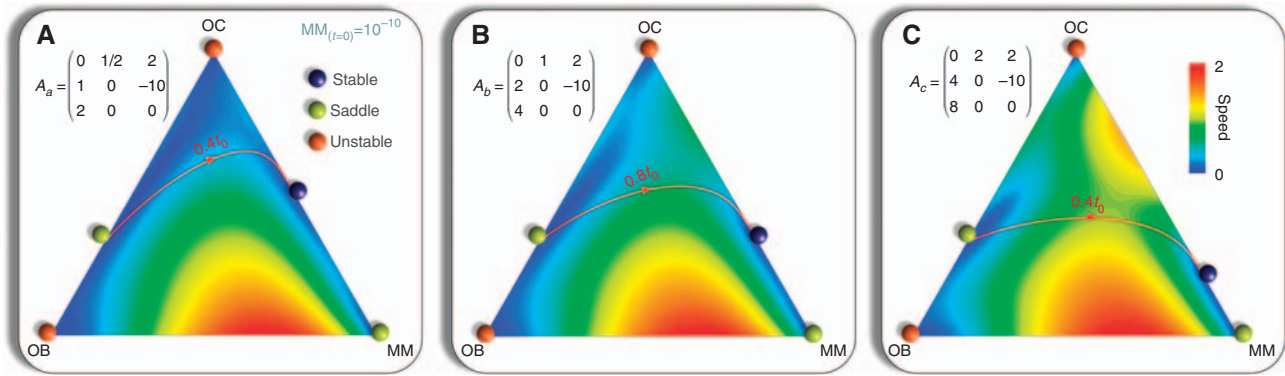 A
OC
MM(t=0)=10−10
Aa = (0 1/2 2
1 0 −10
2 0 0)
Stable
Saddle
Unstable
0.4t0
OB
MM
B
OC
Ab = (0 1 2
2 0 −10
4 0 0)
0.8t0
OB
MM
C
OC
Ac = (0 2 2
4 0 −10
8 0 0)
2
Speed
0
0.4t0
OB
MM